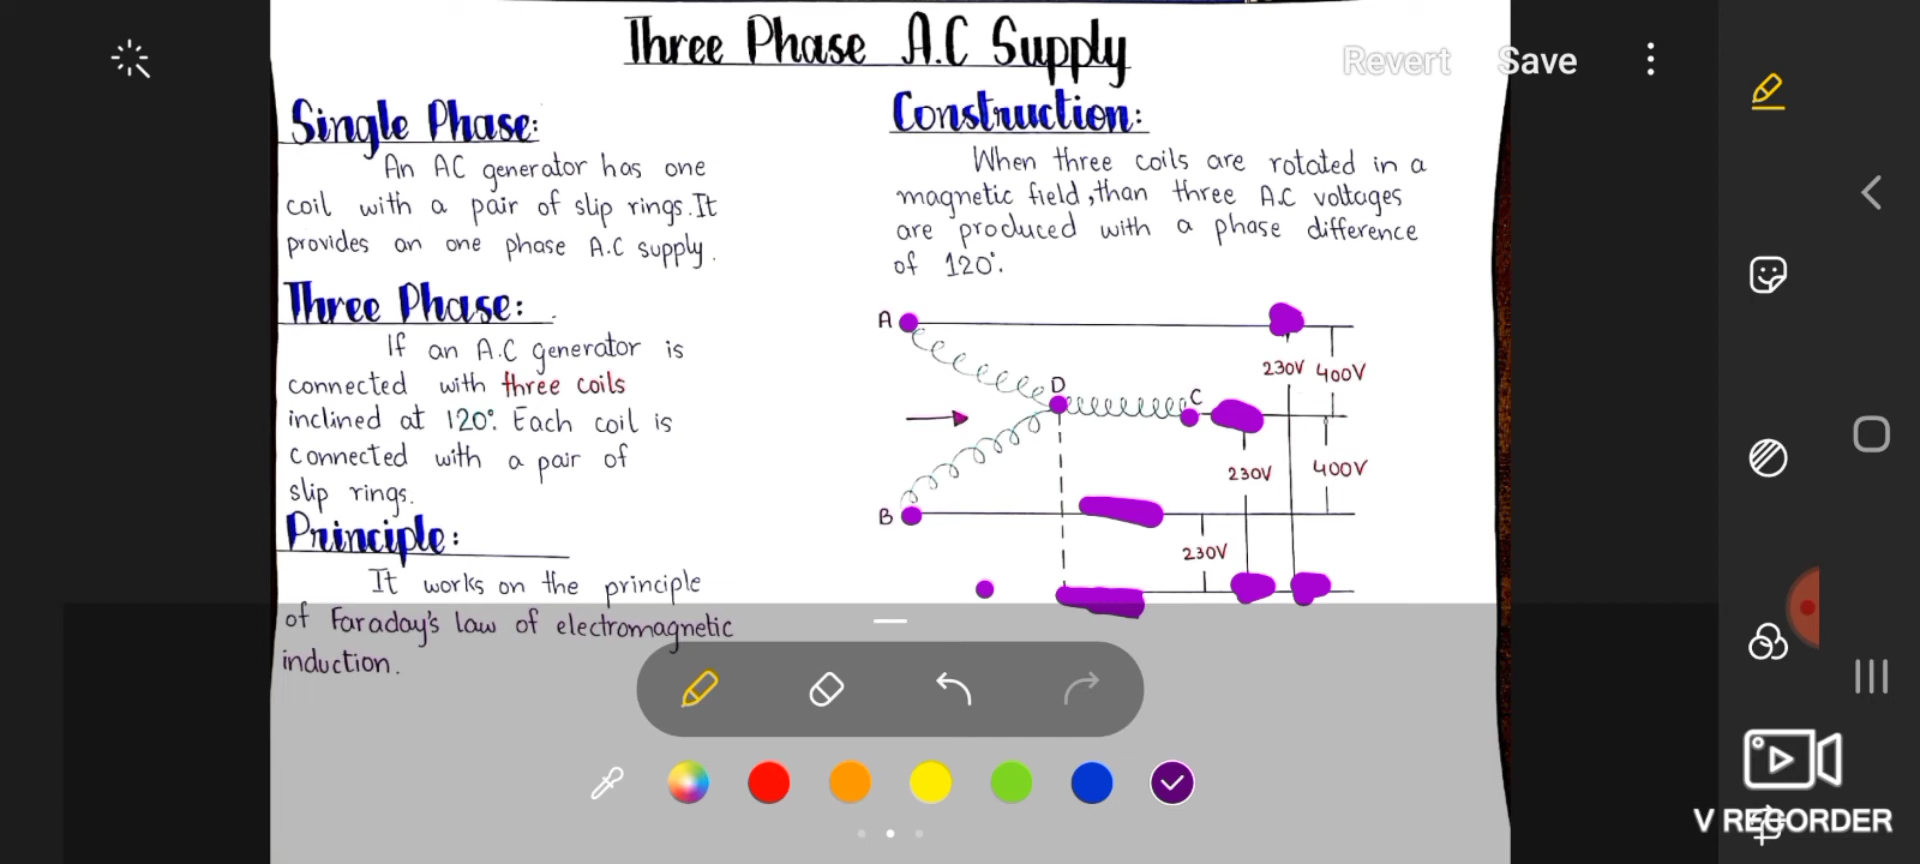 Three Phase A.C Supply
Revert
Save
Single Phase:
An AC generator has one
coil with a pair of slip rings.It
provides an one phase A.C supply.
Three Phase:
If an A.C generator is
connected with three coils
inclined at 120°. Each coil is
connected with a pair of
slip rings.
Principle:
It works on the principle
of Faraday's law of electromagnetic
induction.
Construction:
When three coils are rotated in a
magnetic field,than three A.C voltages
are produced with a phase difference
of 120°.
A
230V 400V
D
C
230V 400V
B
230V
V RECORDER